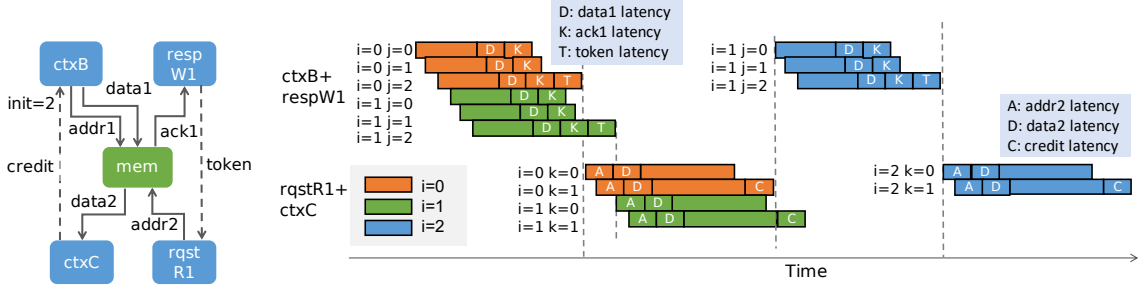 ctxB
resp
W1
init=2
data1
addr1
ack1
mem
credit
token
data2
addr2
ctxC
rqst
R1
D: data1 latency
K: ack1 latency
T: token latency
ctxB+
respW1
i=0 j=0
i=0 j=1
i=0 j=2
i=1 j=0
i=1 j=1
i=1 j=2
D K
D K
D K T
D K
D K
D K T
i=1 j=0
i=1 j=1
i=1 j=2
D K
D K
D K T
A: addr2 latency
D: data2 latency
C: credit latency
rqstR1+
ctxC
i=0 k=0
i=0 k=1
i=1 k=0
i=1 k=1
A D
A D C
A D
A D C
i=2 k=0
i=2 k=1
A D
A D C
i=0
i=1
i=2
Time